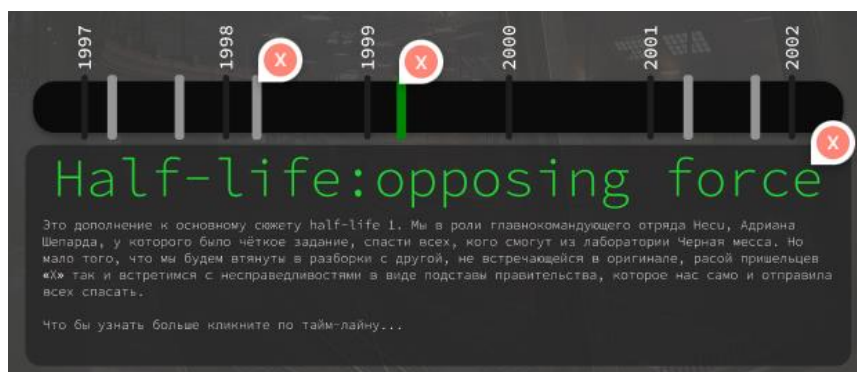 1997
1998
1999
2000
2001
2002
X
X
X
Half-life:opposing force
Это дополнение к основному сюжету half-life 1. Мы в роли главнокомандующего отряда Hecu, Адриана
Шепарда, у которого было чёткое задание, спасти всех, кого смогут из лаборатории Черная месса. Но
мало того, что мы будем втянуты в разборки с другой, не встречающейся в оригинале, расой пришельцев
«X» так и встретимся с несправедливостями в виде подставы правительства, которое нас само и отправила
всех спасать.
Что бы узнать больше кликните по тайм-лайну...